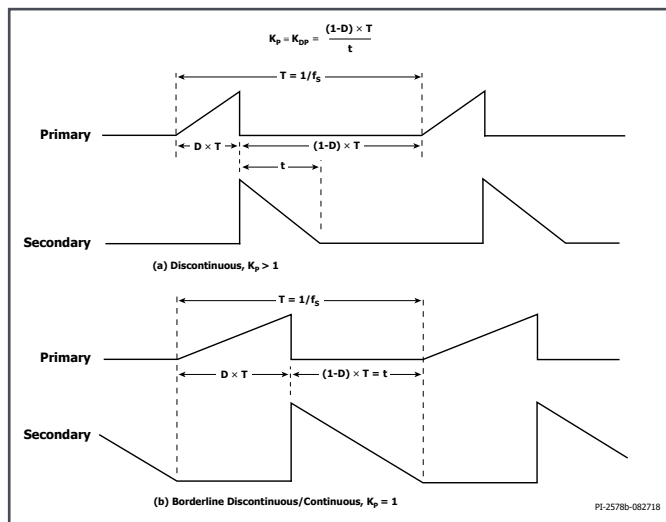 K_P = K_DP = (1-D) × T / t
T = 1/f_S
Primary
D × T
(1-D) × T
t
Secondary
(a) Discontinuous, K_P > 1
T = 1/f_S
Primary
D × T
(1-D) × T = t
Secondary
(b) Borderline Discontinuous/Continuous, K_P = 1
PI-2578b-082718